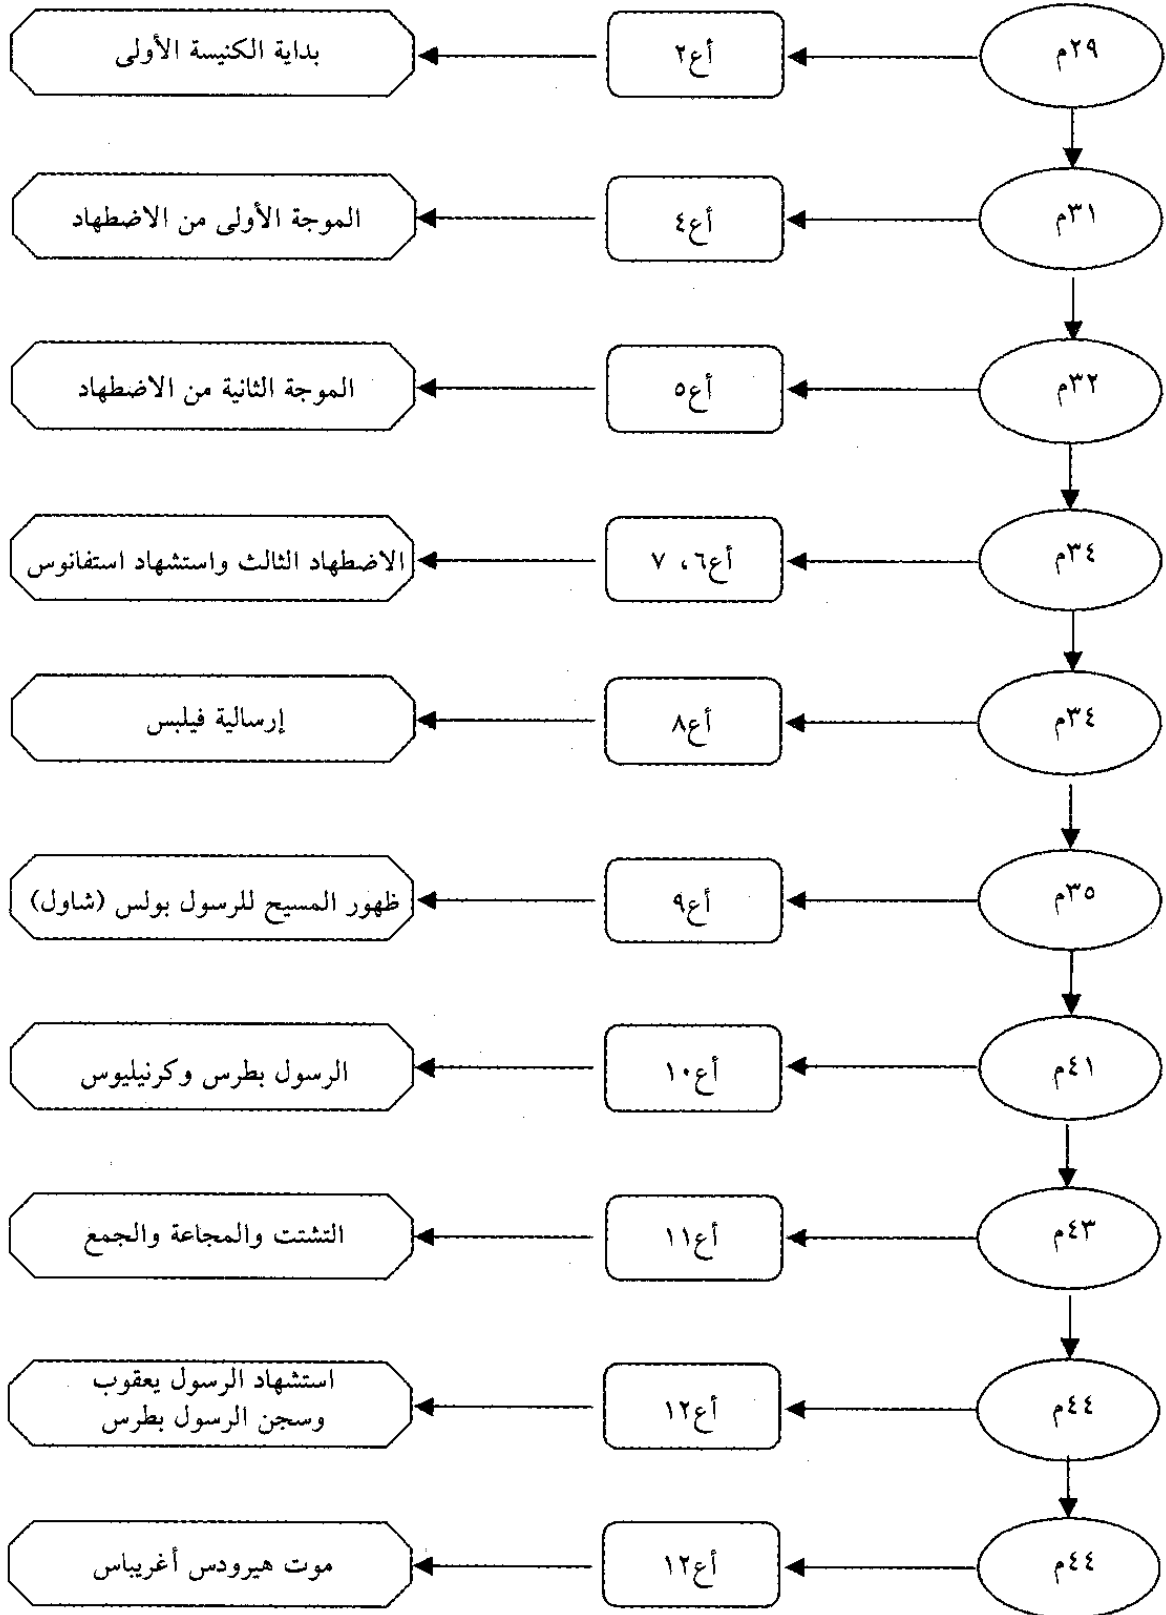 ٢٩م
أع٢
بداية الكنيسة الأولى
٣١م
أع٤
الموجة الأولى من الاضطهاد
٣٢م
أع٥
الموجة الثانية من الاضطهاد
٣٤م
أع٦، ٧
الاضطهاد الثالث واستشهاد استفانوس
٣٤م
أع٨
إرسالية فيلبس
٣٥م
أع٩
ظهور المسيح للرسول بولس (شاول)
٤١م
أع١٠
الرسول بطرس وكرنيليوس
٤٣م
أع١١
التشتت والمجاعة والجمع
٤٤م
أع١٢
استشهاد الرسول يعقوب
وسجن الرسول بطرس
٤٤م
أع١٢
موت هيرودس أغريباس